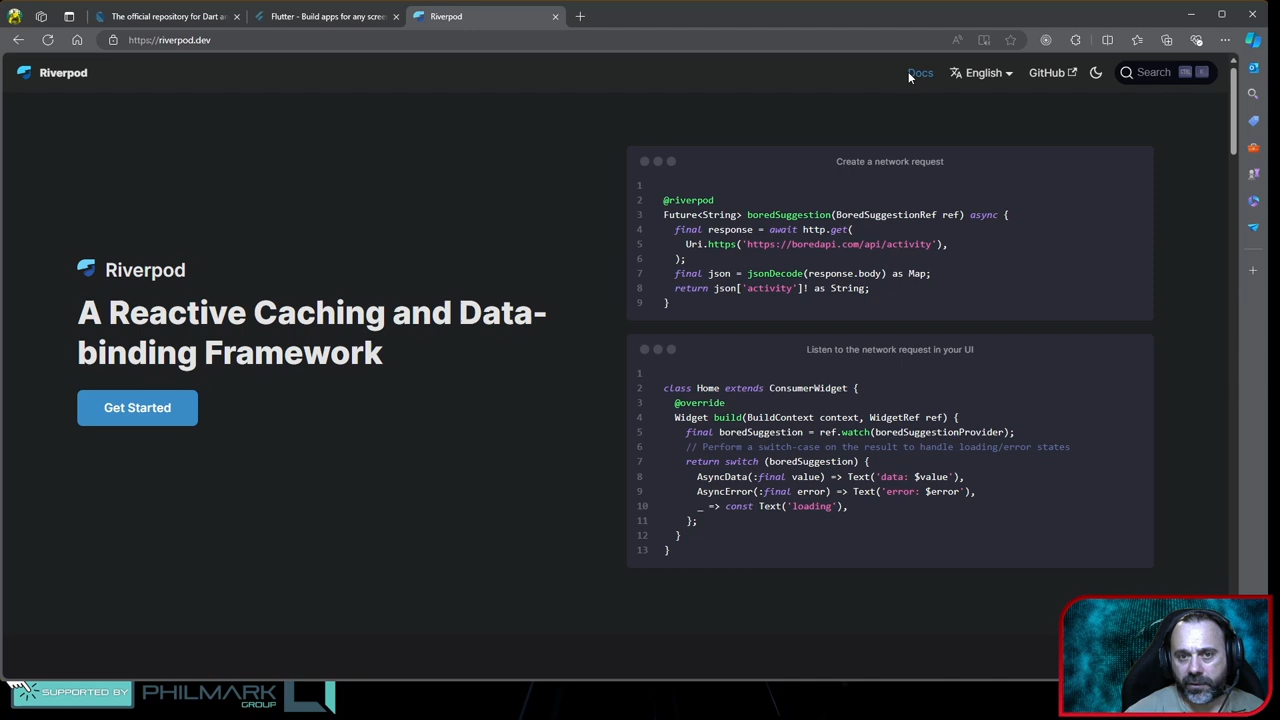 The official repository for Dart a
Flutter - Build apps for any scree
Riverpod
https://riverpod.dev
Riverpod
Docs
English
GitHub
Search
CTRL
K
Create a network request
1
2 @riverpod
3 Future<String> boredSuggestion(BoredSuggestionRef ref) async {
4 final response = await http.get(
5 Uri.https('https://boredapi.com/api/activity'),
6 );
7 final json = jsonDecode(response.body) as Map;
8 return json['activity']! as String;
9 }
Riverpod
A Reactive Caching and Data-
binding Framework
Get Started
Listen to the network request in your UI
1
2 class Home extends ConsumerWidget {
3 @override
4 Widget build(BuildContext context, WidgetRef ref) {
5 final boredSuggestion = ref.watch(boredSuggestionProvider);
6 // Perform a switch-case on the result to handle loading/error states
7 return switch (boredSuggestion) {
8 AsyncData(:final value) => Text('data: $value'),
9 AsyncError(:final error) => Text('error: $error'),
10 _ => const Text('loading'),
11 };
12 }
13 }
SUPPORTED BY
PHILMARK
GROUP